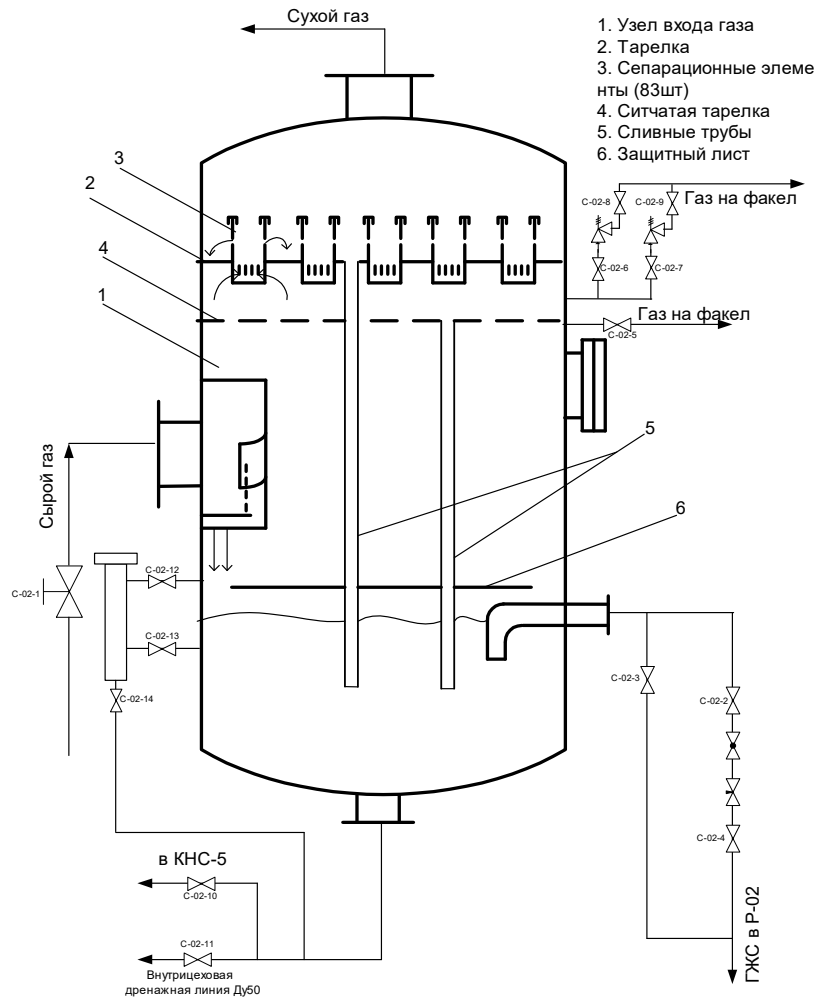 Сухой газ
1. Узел входа газа
2. Тарелка
3. Сепарационные элеме
нты (83шт)
4. Ситчатая тарелка
5. Сливные трубы
6. Защитный лист
3
2
4
1
С-02-8
С-02-9
Газ на факел
С-02-6
С-02-7
Газ на факел
С-02-5
5
6
Сырой газ
С-02-12
С-02-1
С-02-13
С-02-14
С-02-3
С-02-2
С-02-4
в КНС-5
С-02-10
С-02-11
Внутрицеховая
дренажная линия Ду50
ГЖС в Р-02